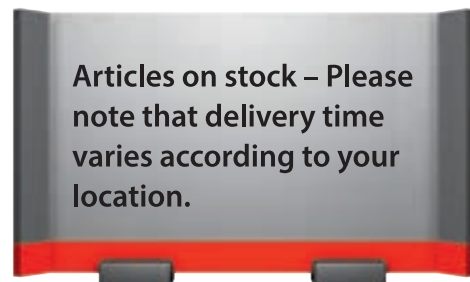 Articles on stock – Please
note that delivery time
varies according to your
location.